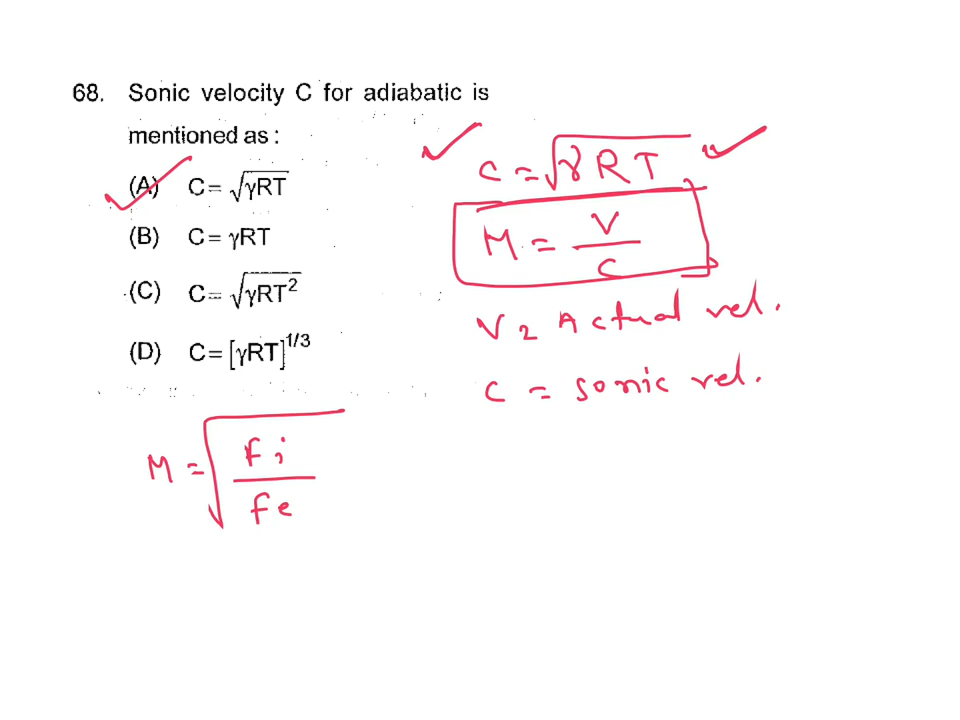 68. Sonic velocity C for adiabatic is
mentioned as :
(A) C = √γRT
(B) C = γRT
(C) C = √γRT²
(D) C = [γRT]^1/3
C = √γRT
M = V/C
V = Actual vel.
C = sonic vel.
M = √Fi/Fe